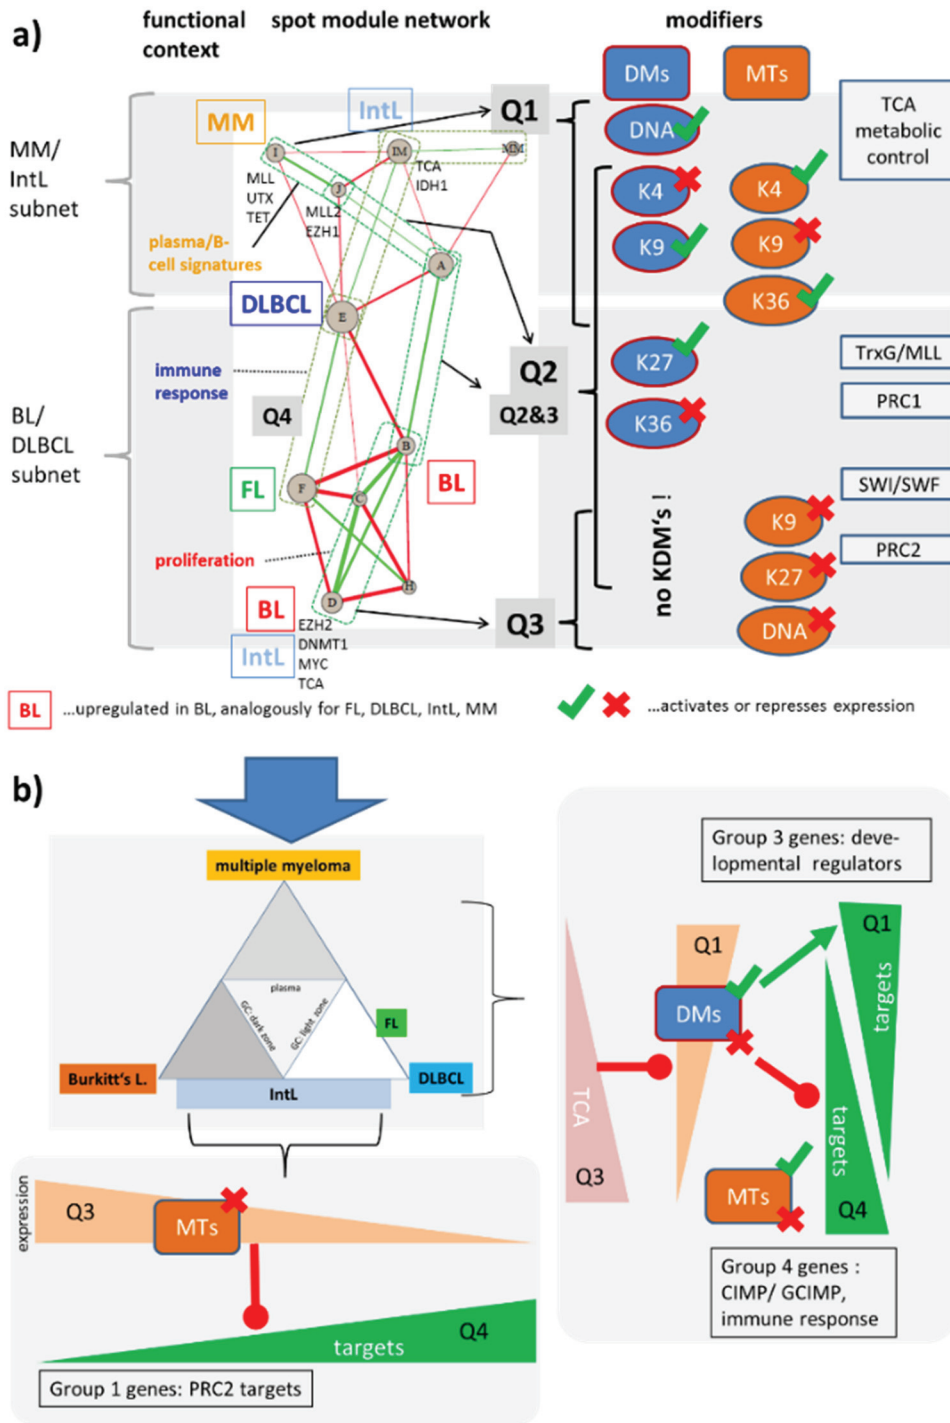 a)
functional
context
spot module network
modifiers
DMs
MTs
MM/
IntL
subnet
MM
IntL
Q1
I
IM
MM
J
MLL
UTX
TET
MLL2
EZH1
TCA
IDH1
plasma/B-
cell signatures
A
DNA
K4
K9
K4
K9
K36
TCA
metabolic
control
BL/
DLBCL
subnet
DLBCL
E
immune
response
Q4
Q2
Q2&3
FL
F
B
C
BL
proliferation
D
H
BL
IntL
EZH2
DNMT1
MYC
TCA
Q3
K27
K36
no KDM's !
K9
K27
DNA
TrxG/MLL
PRC1
SWI/SWF
PRC2
BL
...upregulated in BL, analogously for FL, DLBCL, IntL, MM
...activates or represses expression
b)
multiple myeloma
plasma
GC: dark zone
GC: light zone
FL
Burkitt's L.
DLBCL
IntL
expression
Q3
MTs
targets
Q4
Group 1 genes: PRC2 targets
Group 3 genes: deve-
lopmental regulators
TCA
Q3
Q1
DMs
MTs
Q1
targets
targets
Q4
Group 4 genes :
CIMP/ GCIMP,
immune response